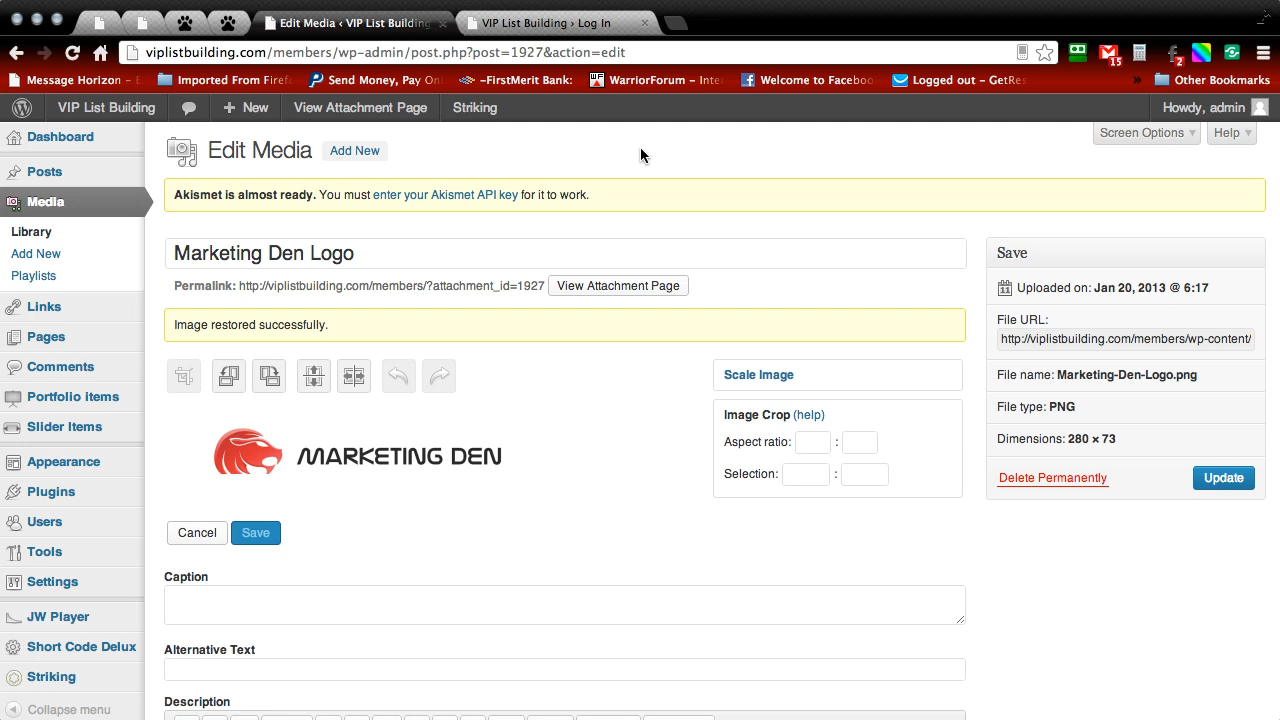 Edit Media ‹ VIP List Building
VIP List Building › Log In
viplistbuilding.com/members/wp-admin/post.php?post=1927&action=edit
15
2
Message Horizon –
Imported From Firef
Send Money, Pay On
–FirstMerit Bank:
WarriorForum – Inte
Welcome to Faceboo
Logged out – GetRes
»
Other Bookmarks
VIP List Building
+ New
View Attachment Page
Striking
Howdy, admin
Dashboard
Posts
Media
Library
Add New
Playlists
Links
Pages
Comments
Portfolio items
Slider Items
Appearance
Plugins
Users
Tools
Settings
JW Player
Short Code Delux
Striking
Collapse menu
Screen Options
Help
Edit Media
Add New
Akismet is almost ready. You must enter your Akismet API key for it to work.
Marketing Den Logo
Permalink: http://viplistbuilding.com/members/?attachment_id=1927
View Attachment Page
Image restored successfully.
MARKETING DEN
Scale Image
Image Crop (help)
Aspect ratio: :
Selection: :
Cancel
Save
Caption
Alternative Text
Description
Save
11
Uploaded on: Jan 20, 2013 @ 6:17
File URL:
http://viplistbuilding.com/members/wp-content/
File name: Marketing-Den-Logo.png
File type: PNG
Dimensions: 280 × 73
Delete Permanently
Update